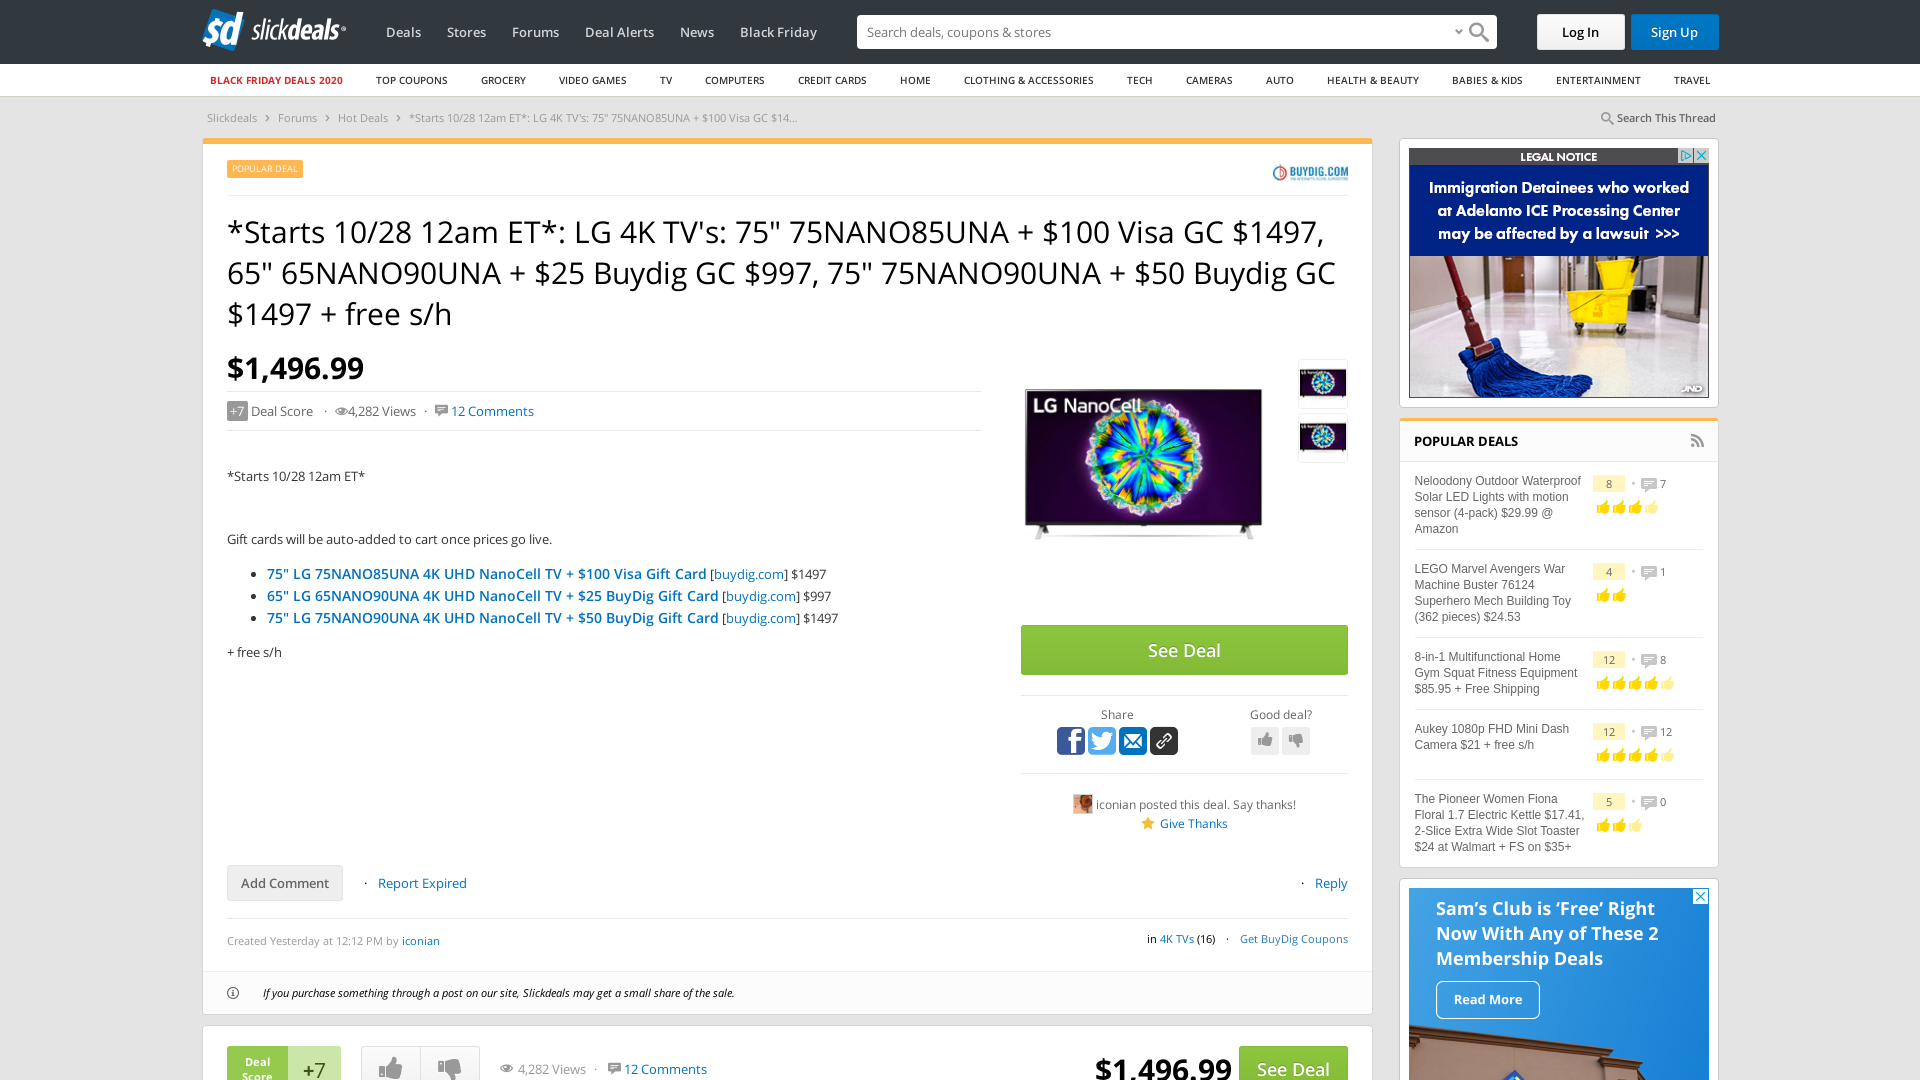 sd slickdeals
Deals Stores Forums Deal Alerts News Black Friday
Search deals, coupons & stores
Log In Sign Up
BLACK FRIDAY DEALS 2020 TOP COUPONS GROCERY VIDEO GAMES TV COMPUTERS CREDIT CARDS HOME CLOTHING & ACCESSORIES TECH CAMERAS AUTO HEALTH & BEAUTY BABIES & KIDS ENTERTAINMENT TRAVEL
Slickdeals › Forums › Hot Deals › *Starts 10/28 12am ET*: LG 4K TV's: 75" 75NANO85UNA + $100 Visa GC $14...
Search This Thread
POPULAR DEAL
BUYDIG.COM
*Starts 10/28 12am ET*: LG 4K TV's: 75" 75NANO85UNA + $100 Visa GC $1497,
65" 65NANO90UNA + $25 Buydig GC $997, 75" 75NANO90UNA + $50 Buydig GC
$1497 + free s/h
$1,496.99
+7 Deal Score · 4,282 Views · 12 Comments
*Starts 10/28 12am ET*
Gift cards will be auto-added to cart once prices go live.
• 75" LG 75NANO85UNA 4K UHD NanoCell TV + $100 Visa Gift Card [buydig.com] $1497
• 65" LG 65NANO90UNA 4K UHD NanoCell TV + $25 BuyDig Gift Card [buydig.com] $997
• 75" LG 75NANO90UNA 4K UHD NanoCell TV + $50 BuyDig Gift Card [buydig.com] $1497
+ free s/h
LG NanoCell
See Deal
Share
Good deal?
iconian posted this deal. Say thanks!
Give Thanks
Add Comment · Report Expired
· Reply
Created Yesterday at 12:12 PM by iconian
in 4K TVs (16) · Get BuyDig Coupons
If you purchase something through a post on our site, Slickdeals may get a small share of the sale.
Deal
Score
+7
4,282 Views · 12 Comments
$1,496.99
See Deal
LEGAL NOTICE
Immigration Detainees who worked
at Adelanto ICE Processing Center
may be affected by a lawsuit >>>
JND
POPULAR DEALS
Neloodony Outdoor Waterproof
Solar LED Lights with motion
sensor (4-pack) $29.99 @
Amazon
8 • 7
LEGO Marvel Avengers War
Machine Buster 76124
Superhero Mech Building Toy
(362 pieces) $24.53
4 • 1
8-in-1 Multifunctional Home
Gym Squat Fitness Equipment
$85.95 + Free Shipping
12 • 8
Aukey 1080p FHD Mini Dash
Camera $21 + free s/h
12 • 12
The Pioneer Women Fiona
Floral 1.7 Electric Kettle $17.41,
2-Slice Extra Wide Slot Toaster
$24 at Walmart + FS on $35+
5 • 0
Sam's Club is 'Free' Right
Now With Any of These 2
Membership Deals
Read More